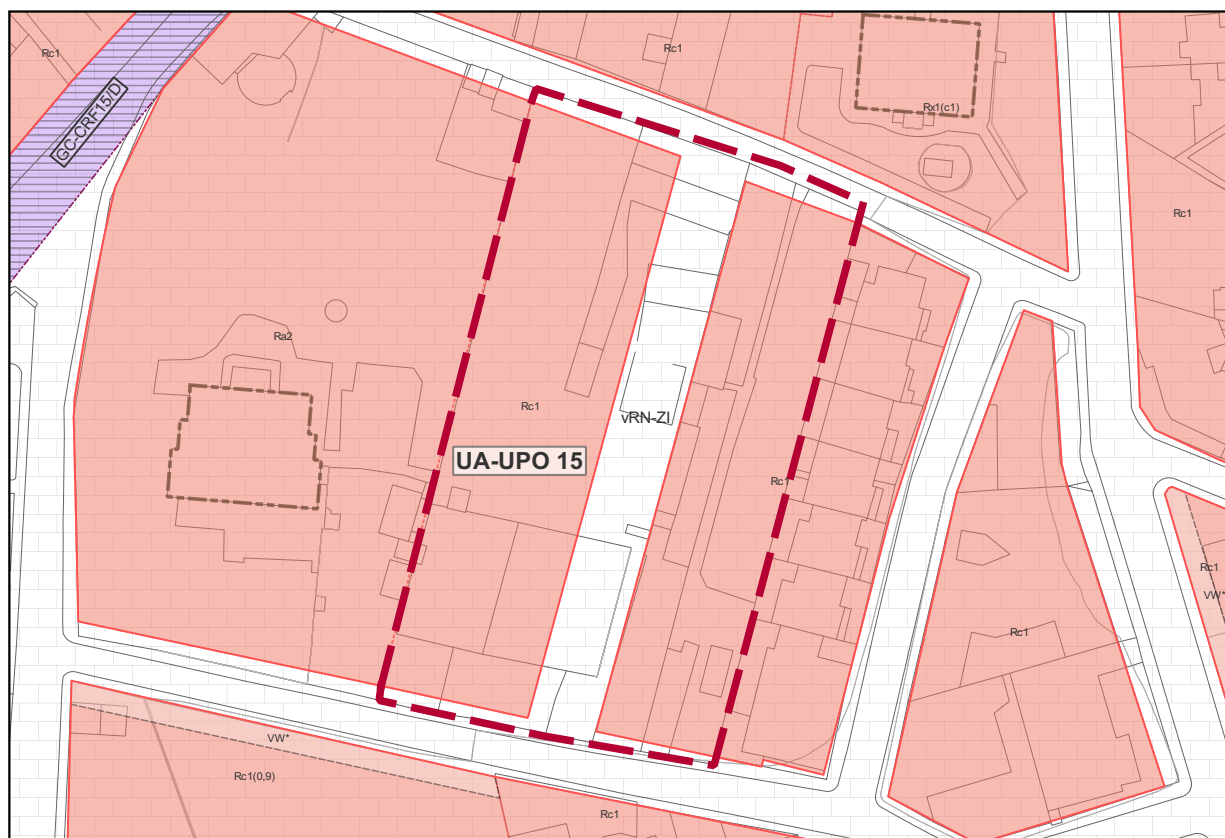 Rc1
Rc1
GC-CRF15/D
Rx1(c1)
Rc1
Ra2
Rc1
vRN-ZI
UA-UPO 15
Rc1
Rc1
VW*
Rc1
VW*
Rc1(0,9)
Rc1